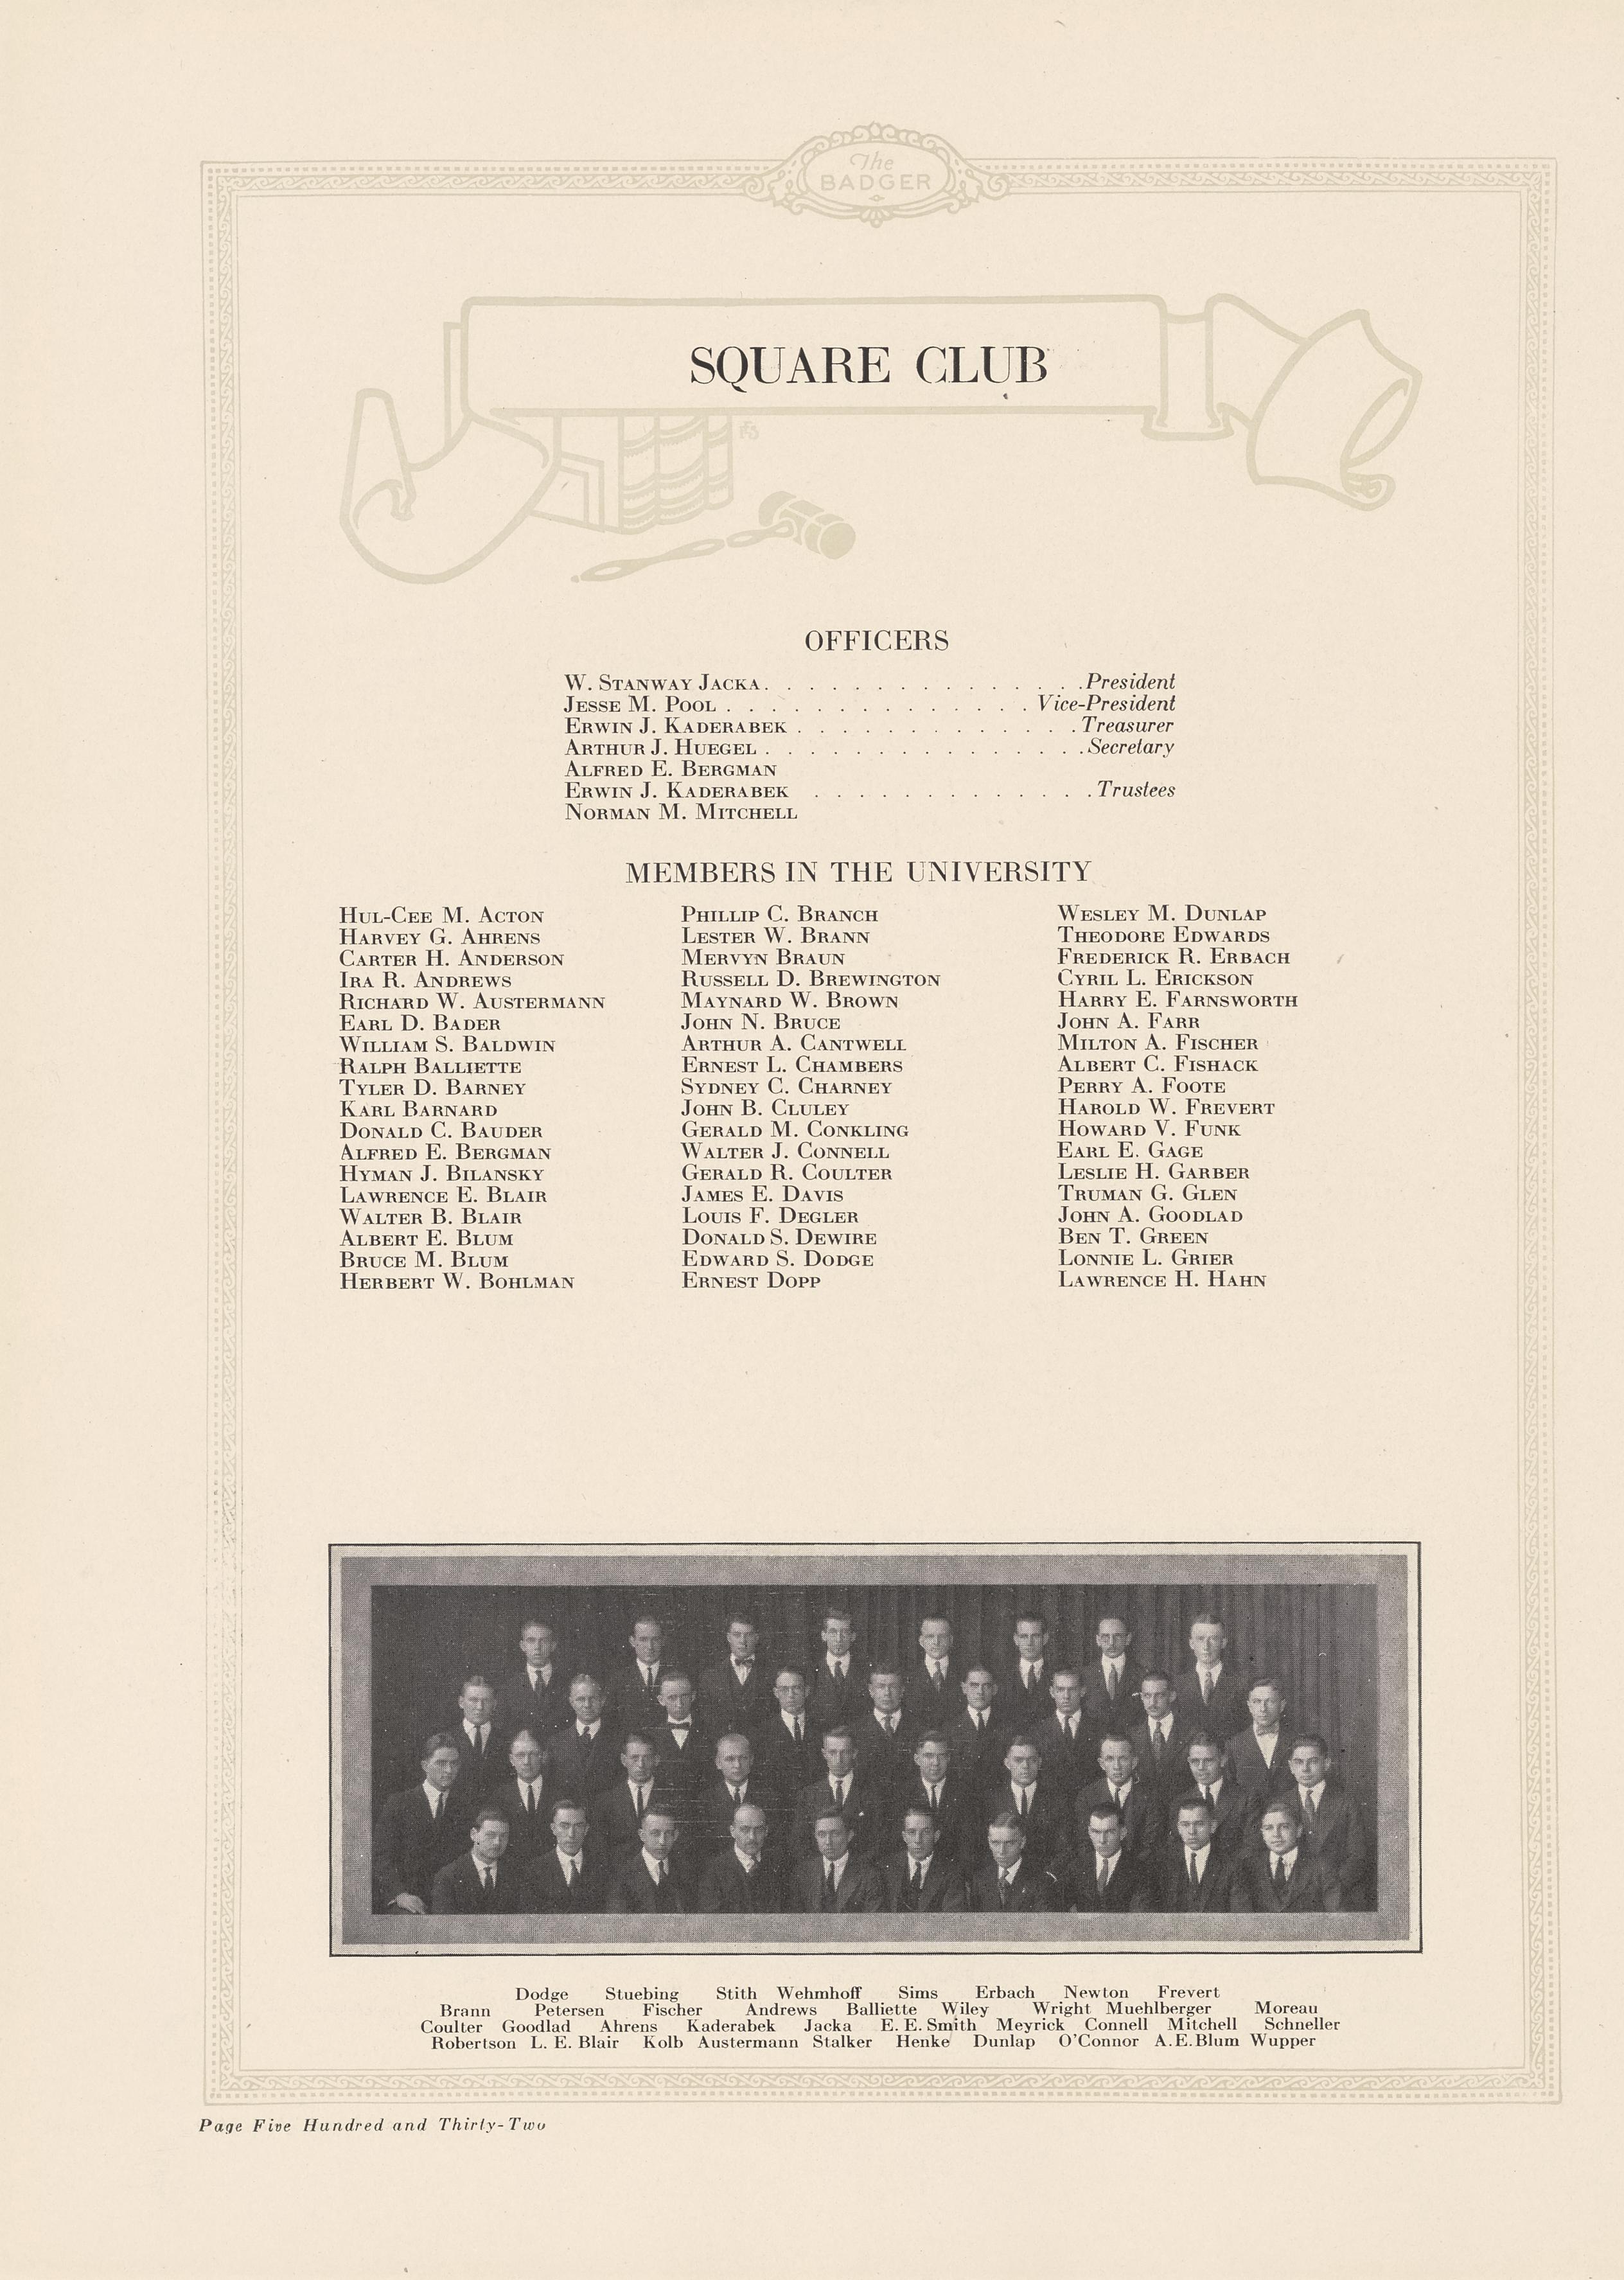 The
BADGER
SQUARE CLUB
OFFICERS
W. Stanway Jacka . . . . . . . . . . . . . . President
Jesse M. Pool . . . . . . . . . . . . . . Vice-President
Erwin J. Kaderabek . . . . . . . . . . . . . Treasurer
Arthur J. Huegel . . . . . . . . . . . . . . Secretary
Alfred E. Bergman
Erwin J. Kaderabek . . . . . . . . . . . . . Trustees
Norman M. Mitchell
MEMBERS IN THE UNIVERSITY
Hul-Cee M. Acton
Harvey G. Ahrens
Carter H. Anderson
Ira R. Andrews
Richard W. Austermann
Earl D. Bader
William S. Baldwin
Ralph Balliette
Tyler D. Barney
Karl Barnard
Donald C. Bauder
Alfred E. Bergman
Hyman J. Bilansky
Lawrence E. Blair
Walter B. Blair
Albert E. Blum
Bruce M. Blum
Herbert W. Bohlman
Phillip C. Branch
Lester W. Brann
Mervyn Braun
Russell D. Brewington
Maynard W. Brown
John N. Bruce
Arthur A. Cantwell
Ernest L. Chambers
Sydney C. Charney
John B. Cluley
Gerald M. Conkling
Walter J. Connell
Gerald R. Coulter
James E. Davis
Louis F. Degler
Donald S. Dewire
Edward S. Dodge
Ernest Dopp
Wesley M. Dunlap
Theodore Edwards
Frederick R. Erbach
Cyril L. Erickson
Harry E. Farnsworth
John A. Farr
Milton A. Fischer
Albert C. Fishack
Perry A. Foote
Harold W. Frevert
Howard V. Funk
Earl E. Gage
Leslie H. Garber
Truman G. Glen
John A. Goodlad
Ben T. Green
Lonnie L. Grier
Lawrence H. Hahn
Dodge Stuebing Stith Wehmhoff Sims Erbach Newton Frevert
Brann Petersen Fischer Andrews Balliette Wiley Wright Muehlberger Moreau
Coulter Goodlad Ahrens Kaderabek Jacka E. E. Smith Meyrick Connell Mitchell Schneller
Robertson L. E. Blair Kolb Austermann Stalker Henke Dunlap O'Connor A. E. Blum Wupper
Page Five Hundred and Thirty-Two